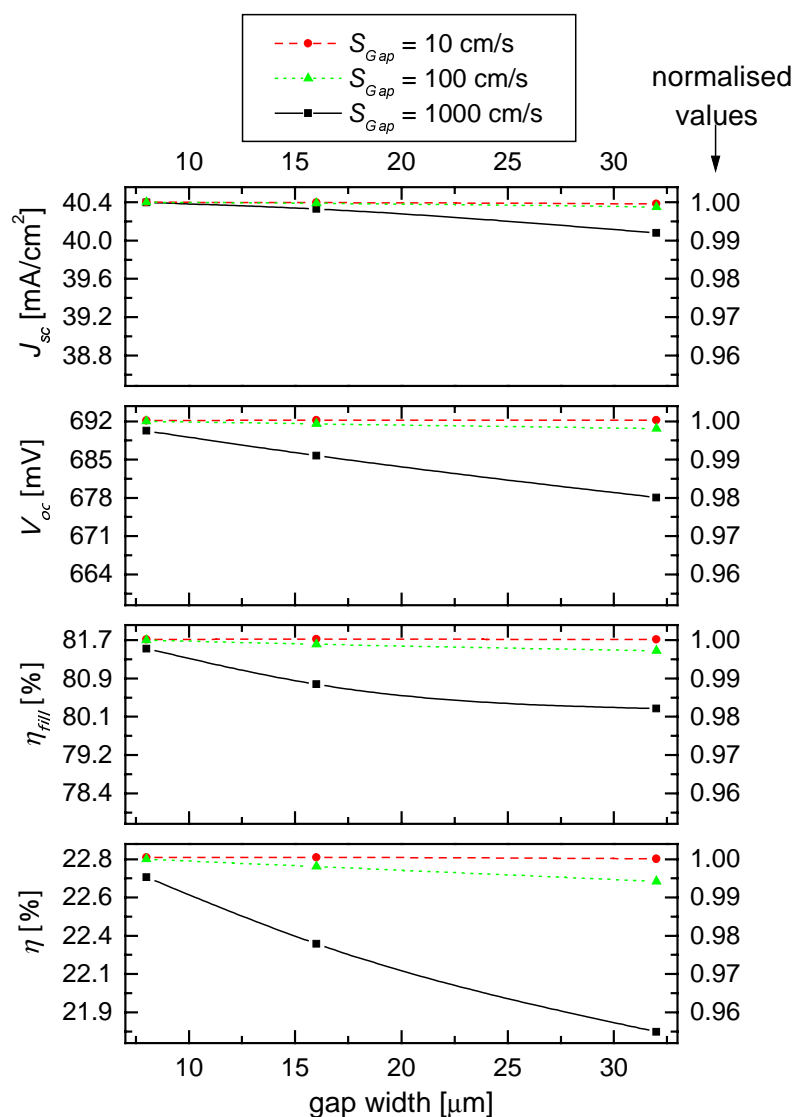 S_Gap = 10 cm/s
S_Gap = 100 cm/s
S_Gap = 1000 cm/s
normalised
values
10 15 20 25 30
40.4 1.00
40.0 0.99
39.6 0.98
39.2 0.97
38.8 0.96
J_sc [mA/cm²]
692 1.00
685 0.99
678 0.98
671 0.97
664 0.96
V_oc [mV]
81.7 1.00
80.9 0.99
80.1 0.98
79.2 0.97
78.4 0.96
η_fill [%]
22.8 1.00
22.6 0.99
22.4 0.98
22.1 0.97
21.9 0.96
η [%]
10 15 20 25 30
gap width [μm]